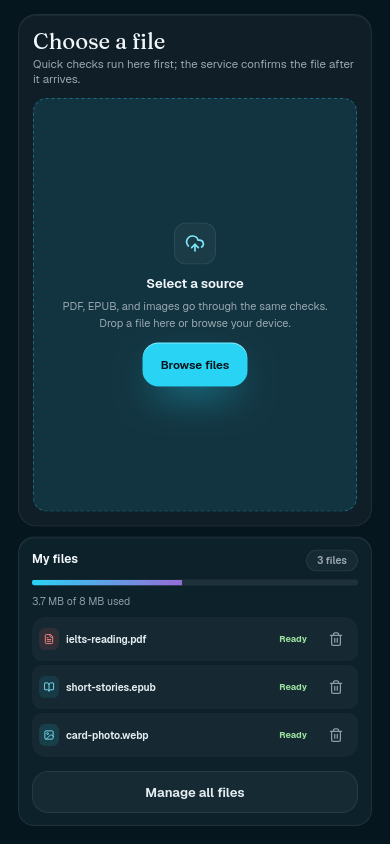 Choose a file
Quick checks run here first; the service confirms the file after
it arrives.
Select a source
PDF, EPUB, and images go through the same checks.
Drop a file here or browse your device.
Browse files
My files
3 files
3.7 MB of 8 MB used
ielts-reading.pdf
Ready
short-stories.epub
Ready
card-photo.webp
Ready
Manage all files